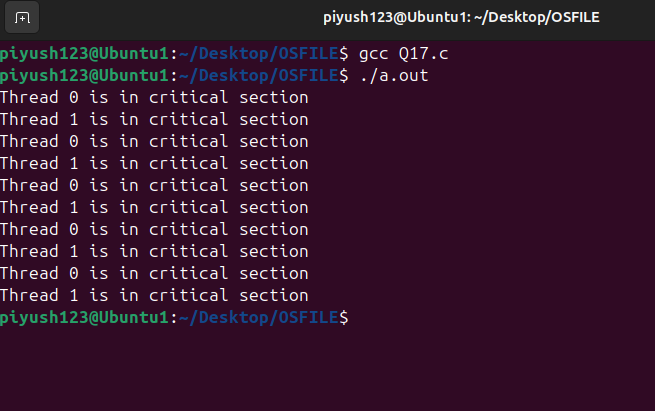 piyush123@Ubuntu1: ~/Desktop/OSFILE
piyush123@Ubuntu1:~/Desktop/OSFILE$ gcc Q17.c
piyush123@Ubuntu1:~/Desktop/OSFILE$ ./a.out
Thread 0 is in critical section
Thread 1 is in critical section
Thread 0 is in critical section
Thread 1 is in critical section
Thread 0 is in critical section
Thread 1 is in critical section
Thread 0 is in critical section
Thread 1 is in critical section
Thread 0 is in critical section
Thread 1 is in critical section
piyush123@Ubuntu1:~/Desktop/OSFILE$